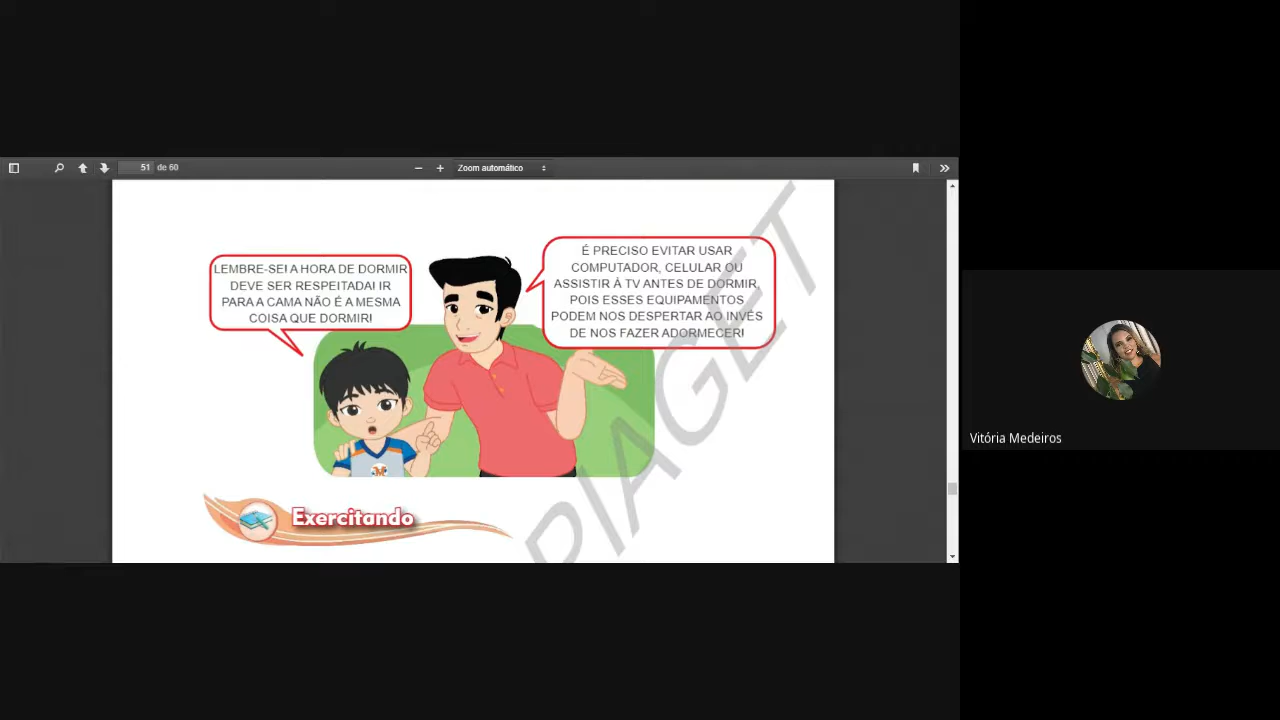 51 de 60
Zoom automático
LEMBRE-SE! A HORA DE DORMIR
DEVE SER RESPEITADA! IR
PARA A CAMA NÃO É A MESMA
COISA QUE DORMIR!
É PRECISO EVITAR USAR
COMPUTADOR, CELULAR OU
ASSISTIR À TV ANTES DE DORMIR,
POIS ESSES EQUIPAMENTOS
PODEM NOS DESPERTAR AO INVÉS
DE NOS FAZER ADORMECER!
M
Exercitando
PIAGET
Vitória Medeiros